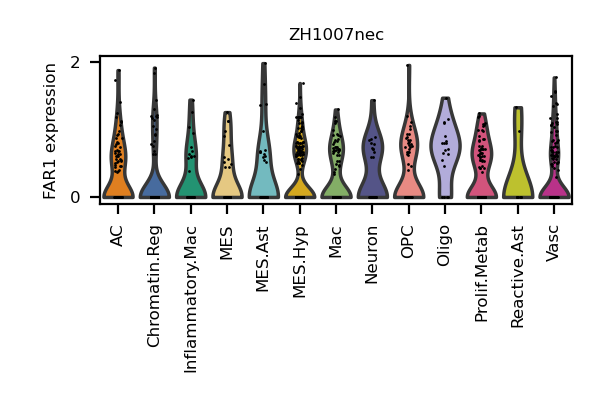 ZH1007nec
FAR1 expression
2
0
AC
Chromatin.Reg
Inflammatory.Mac
MES
MES.Ast
MES.Hyp
Mac
Neuron
OPC
Oligo
Prolif.Metab
Reactive.Ast
Vasc